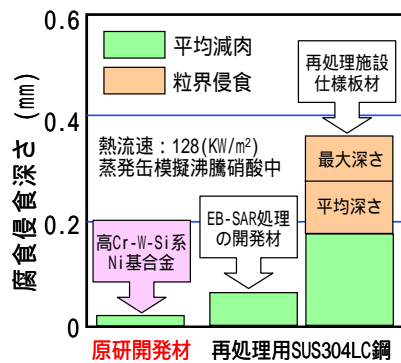 0.6
平均減肉
粒界侵食
再処理施設
仕様板材
0.4
熱流速：128(KW/m²)
蒸発缶模擬沸騰硝酸中
最大深さ
平均深さ
EB-SAR処理
の開発材
0.2
高Cr-W-Si系
Ni基合金
0
腐食侵食深さ (mm)
原研開発材
再処理用SUS304LC鋼